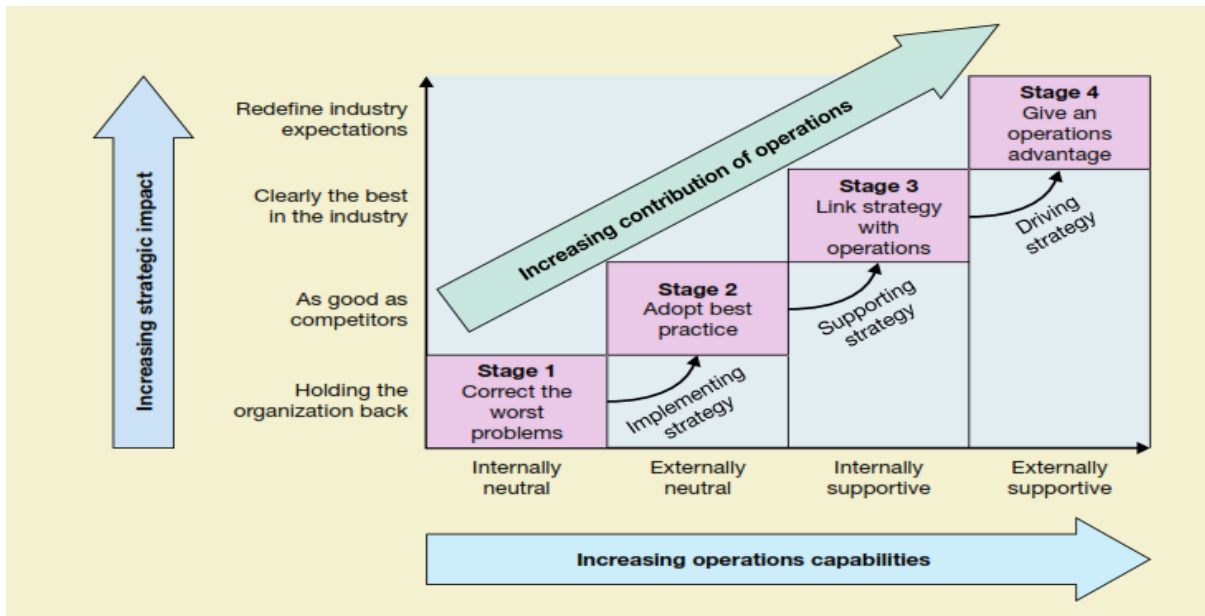 Increasing strategic impact
Redefine industry
expectations
Clearly the best
in the industry
As good as
competitors
Holding the
organization back
Increasing contribution of operations
Stage 1
Correct the
worst
problems
Implementing
strategy
Stage 2
Adopt best
practice
Supporting
strategy
Stage 3
Link strategy
with
operations
Driving
strategy
Stage 4
Give an
operations
advantage
Internally
neutral
Externally
neutral
Internally
supportive
Externally
supportive
Increasing operations capabilities